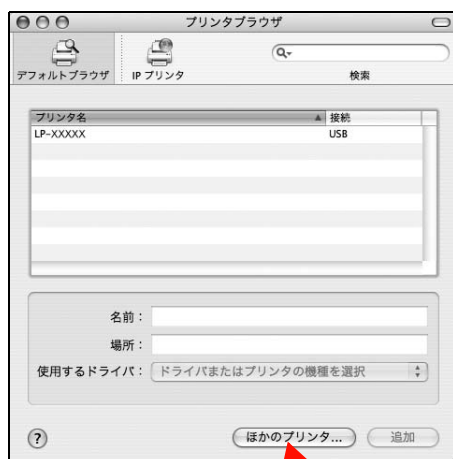 プリンタブラウザ
デフォルトブラウザ
IP プリンタ
検索
プリンタ名 接続
LP-XXXXX USB
名前：
場所：
使用するドライバ： ドライバまたはプリンタの機種を選択
? ほかのプリンタ... 追加